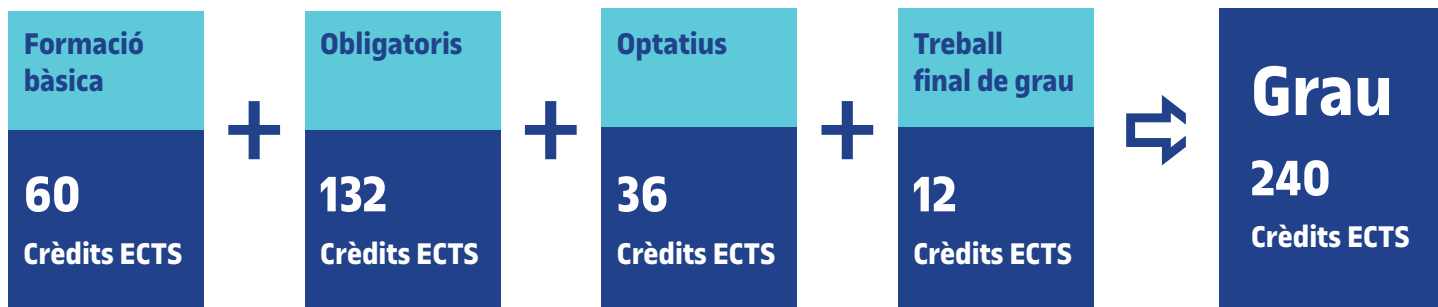 Formació
bàsica
60
Crèdits ECTS
+
Obligatoris
132
Crèdits ECTS
+
Optatius
36
Crèdits ECTS
+
Treball
final de grau
12
Crèdits ECTS
Grau
240
Crèdits ECTS